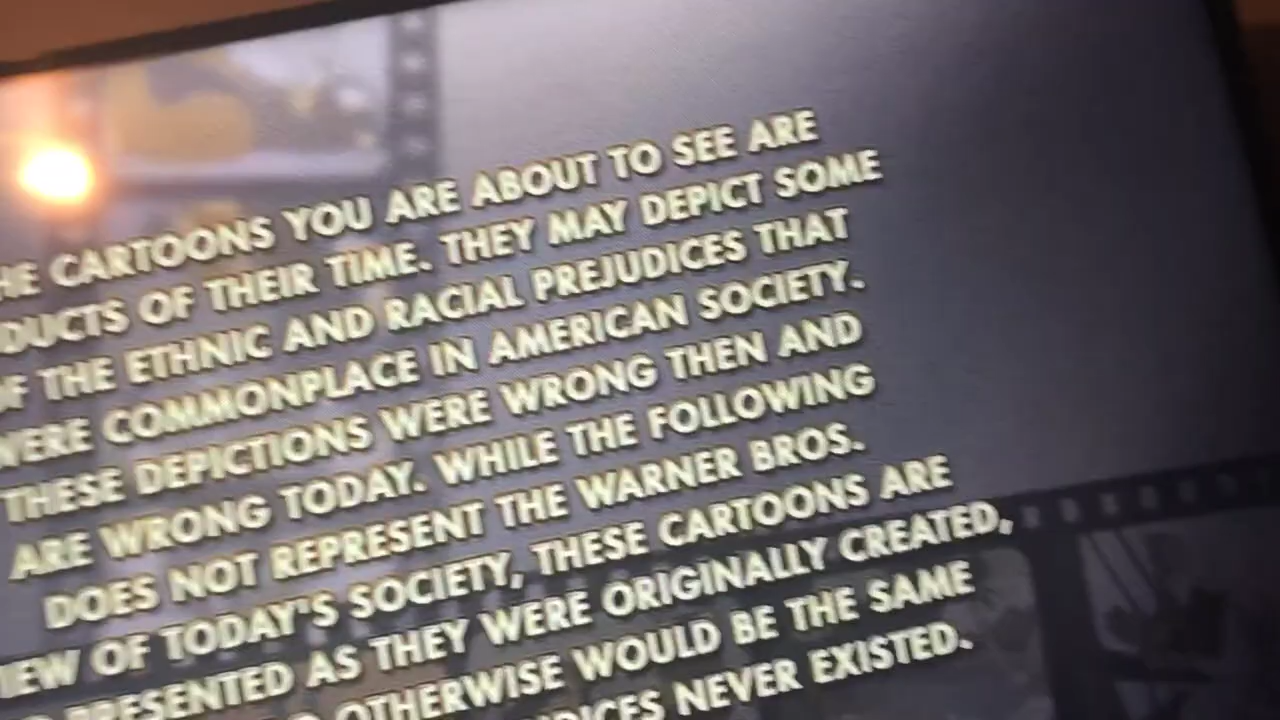 HE CARTOONS YOU ARE ABOUT TO SEE ARE
DUCTS OF THEIR TIME. THEY MAY DEPICT SOME
OF THE ETHNIC AND RACIAL PREJUDICES THAT
WERE COMMONPLACE IN AMERICAN SOCIETY.
THESE DEPICTIONS WERE WRONG THEN AND
ARE WRONG TODAY. WHILE THE FOLLOWING
DOES NOT REPRESENT THE WARNER BROS.
IEW OF TODAY'S SOCIETY, THESE CARTOONS ARE
PRESENTED AS THEY WERE ORIGINALLY CREATED,
OTHERWISE WOULD BE THE SAME
DICES NEVER EXISTED.